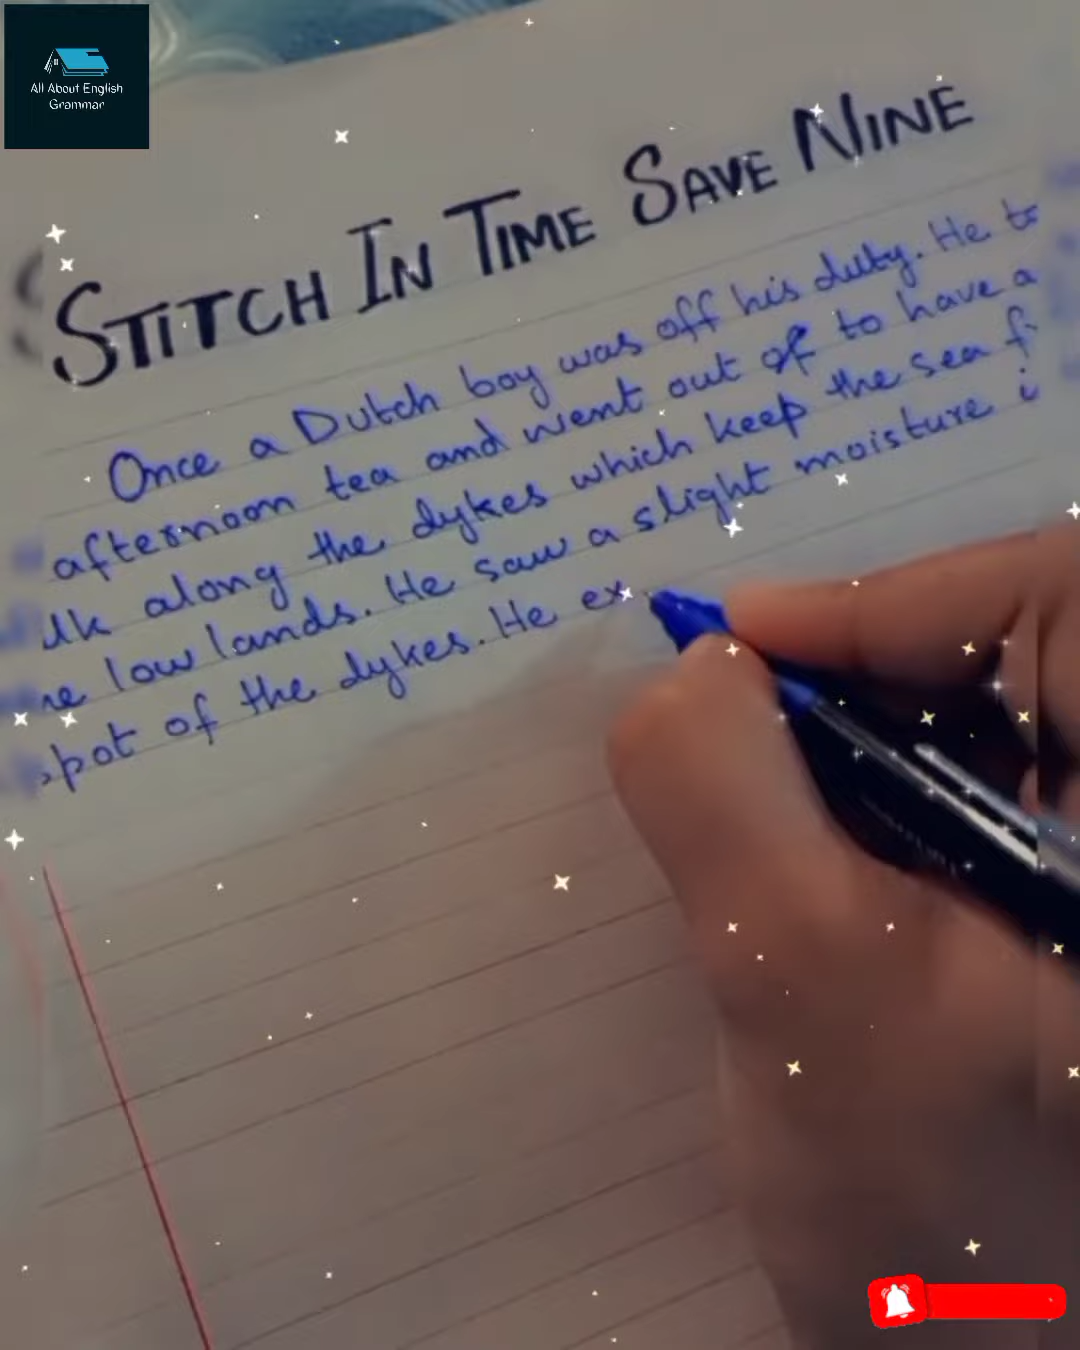 All About English
Grammar
STITCH IN TIME SAVE NINE
Once a Dutch boy was off his duty. He
afternoon tea and went out of to have a
along the dykes which keep the sea
low lands. He saw a slight moisture
spot of the dykes. He ex